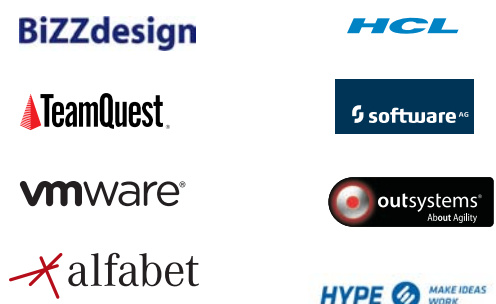 BiZZdesign
HCL
TeamQuest®
software AG
vmware®
outsystems®
About Agility
alfabet
HYPE
MAKE IDEAS
WORK